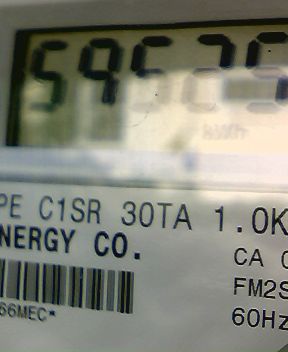 PE C1SR 30TA 1.0K
NERGY CO.
CA
FM2S
60Hz
66MEC*